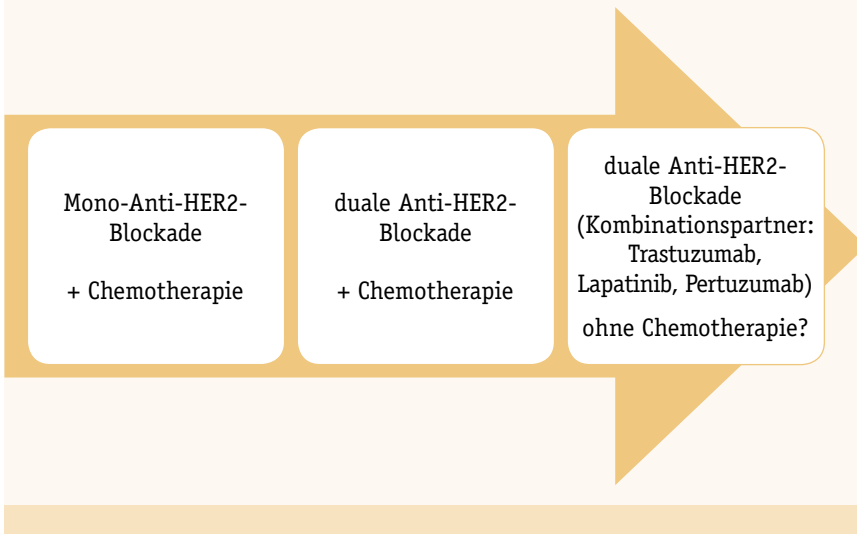 Mono-Anti-HER2-
Blockade
+ Chemotherapie
duale Anti-HER2-
Blockade
+ Chemotherapie
duale Anti-HER2-
Blockade
(Kombinationspartner:
Trastuzumab,
Lapatinib, Pertuzumab)
ohne Chemotherapie?